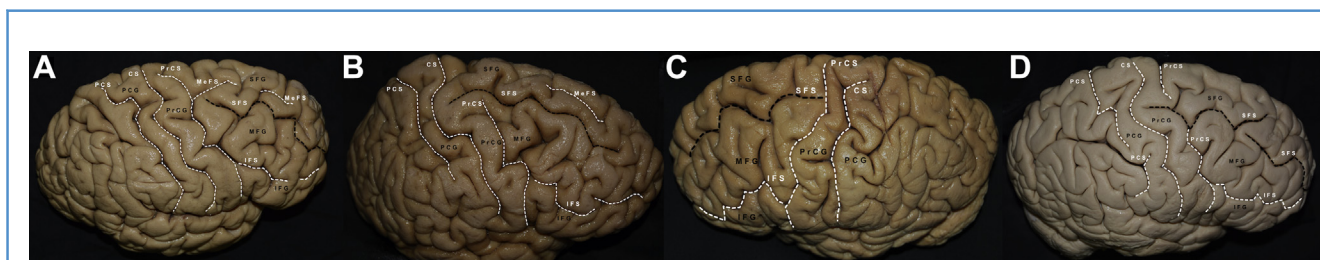 A
PCS
CS
PrCS
MeFS
SFG
PCG
PrCG
SFS
MeFS
MFG
IFS
IFG
B
PCS
CS
SFG
SFS
MeFS
PrCS
PCG
PrCG
MFG
IFS
IFG
C
PrCS
SFG
SFS
CS
MFG
PrCG
PCG
IFS
IFG
D
PCS
CS
PrCS
SFG
PrCG
SFS
PCG
PrCS
PCS
MFG
SFS
IFS
IFG